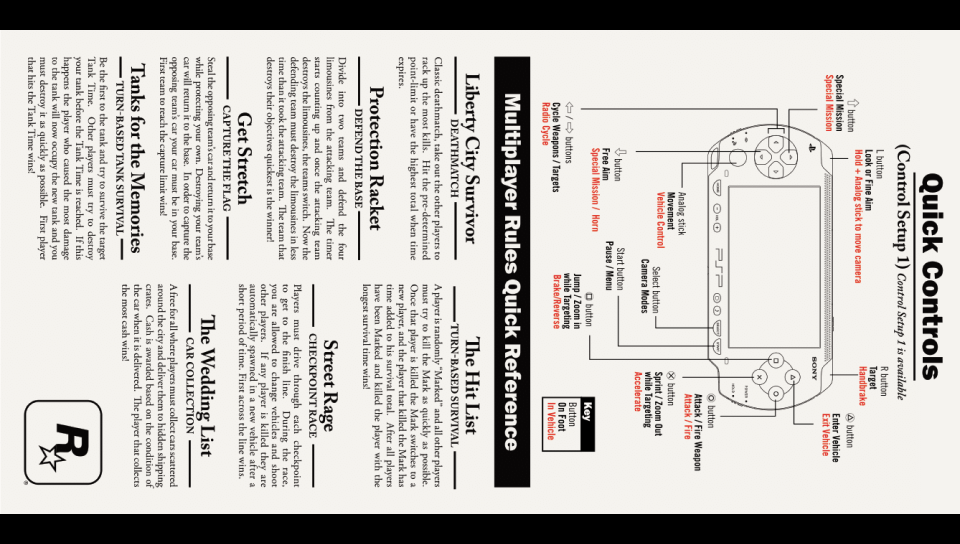 Quick Controls
(Control Setup 1) Control Setup 1 is available
L button
Look or Fine Aim
Hold + Analog stick to move camera
R button
Target
Handbrake
button
Special Mission
Special Mission
button
Enter Vehicle
Exit Vehicle
SONY
PSP
buttons
Cycle Weapons / Targets
Radio Cycle
button
Free Aim
Special Mission / Horn
Analog stick
Movement
Vehicle Control
Start button
Pause / Menu
Select button
Camera Modes
button
Jump / Zoom in
while Targeting
Brake/Reverse
button
Sprint / Zoom Out
while Targeting
Accelerate
button
Attack / Fire Weapon
Attack / Fire
Key
Button
On Foot
In Vehicle
Multiplayer Rules Quick Reference
Liberty City Survivor
DEATHMATCH
Classic deathmatch, take out the other players to
rack up the most kills. Hit the pre-determined
point-limit or have the highest total when time
expires.
Protection Racket
DEFEND THE BASE
Divide into two teams and defend the four
limousines from the attacking team. The timer
starts counting up and once the attacking team
destroys the limousines, the teams switch. Now the
defending team must destroy the limousines in less
time than it took the attacking team. The team that
destroys their objectives quickest is the winner!
Get Stretch
CAPTURE THE FLAG
Steal the opposing team's car and return it to your base
while protecting your own. Destroying your team's
car will return it to the base. In order to capture the
opposing team's car your car must be in your base.
First team to reach the capture limit wins!
Tanks for the Memories
TURN-BASED TANK SURVIVAL
Be the first to the tank and try to survive the target
Tank Time. Other players must try to destroy
your tank before the Tank Time is reached. If this
happens the player who caused the most damage
to the tank will now occupy the new tank and you
must destroy it as quickly as possible. First player
that hits the Tank Time wins!
The Hit List
TURN-BASED SURVIVAL
A player is randomly "Marked" and all other players
must try to kill the Mark as quickly as possible.
Once that player is killed the Mark switches to a
new player, and the player that killed the Mark has
time added to his survival total. After all players
have been Marked and killed the player with the
longest survival time wins!
Street Rage
CHECKPOINT RACE
Players must drive through each checkpoint
to get to the finish line. During the race,
you are allowed to change vehicles and shoot
other players. If any player is killed they are
automatically spawned in a new vehicle after a
short period of time. First across the line wins.
The Wedding List
CAR COLLECTION
A free for all where players must collect cars scattered
around the city and deliver them to hidden shipping
crates. Cash is awarded based on the condition of
the car when it is delivered. The player that collects
the most cash wins!
R